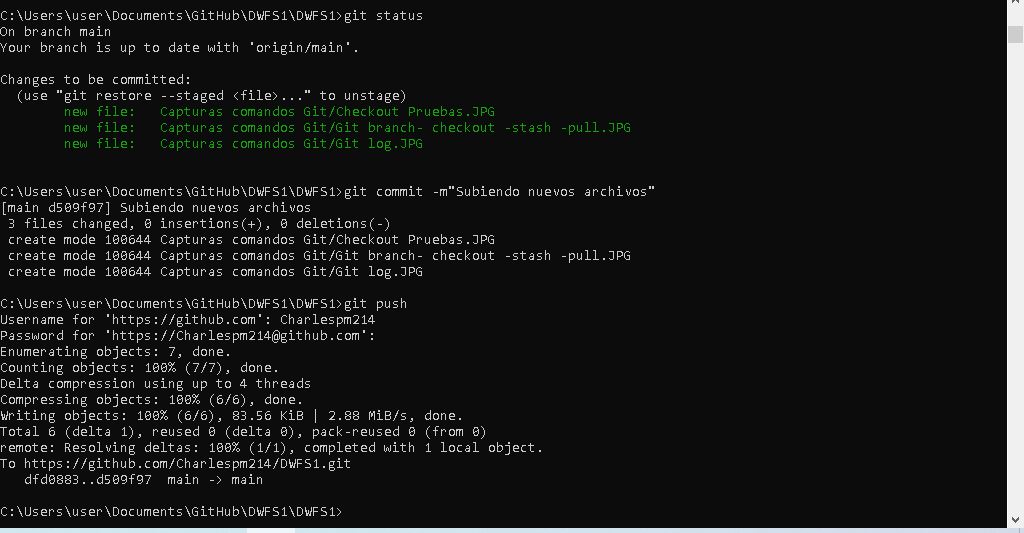 C:\Users\user\Documents\GitHub\DWFS1\DWFS1>git status
On branch main
Your branch is up to date with 'origin/main'.
Changes to be committed:
(use "git restore --staged <file>..." to unstage)
new file:   Capturas comandos Git/Checkout Pruebas.JPG
new file:   Capturas comandos Git/Git branch- checkout -stash -pull.JPG
new file:   Capturas comandos Git/Git log.JPG
C:\Users\user\Documents\GitHub\DWFS1\DWFS1>git commit -m"Subiendo nuevos archivos"
[main d509f97] Subiendo nuevos archivos
3 files changed, 0 insertions(+), 0 deletions(-)
create mode 100644 Capturas comandos Git/Checkout Pruebas.JPG
create mode 100644 Capturas comandos Git/Git branch- checkout -stash -pull.JPG
create mode 100644 Capturas comandos Git/Git log.JPG
C:\Users\user\Documents\GitHub\DWFS1\DWFS1>git push
Username for 'https://github.com': Charlespm214
Password for 'https://Charlespm214@github.com':
Enumerating objects: 7, done.
Counting objects: 100% (7/7), done.
Delta compression using up to 4 threads
Compressing objects: 100% (6/6), done.
Writing objects: 100% (6/6), 83.56 KiB | 2.88 MiB/s, done.
Total 6 (delta 1), reused 0 (delta 0), pack-reused 0 (from 0)
remote: Resolving deltas: 100% (1/1), completed with 1 local object.
To https://github.com/Charlespm214/DWFS1.git
dfd0883..d509f97  main -> main
C:\Users\user\Documents\GitHub\DWFS1\DWFS1>